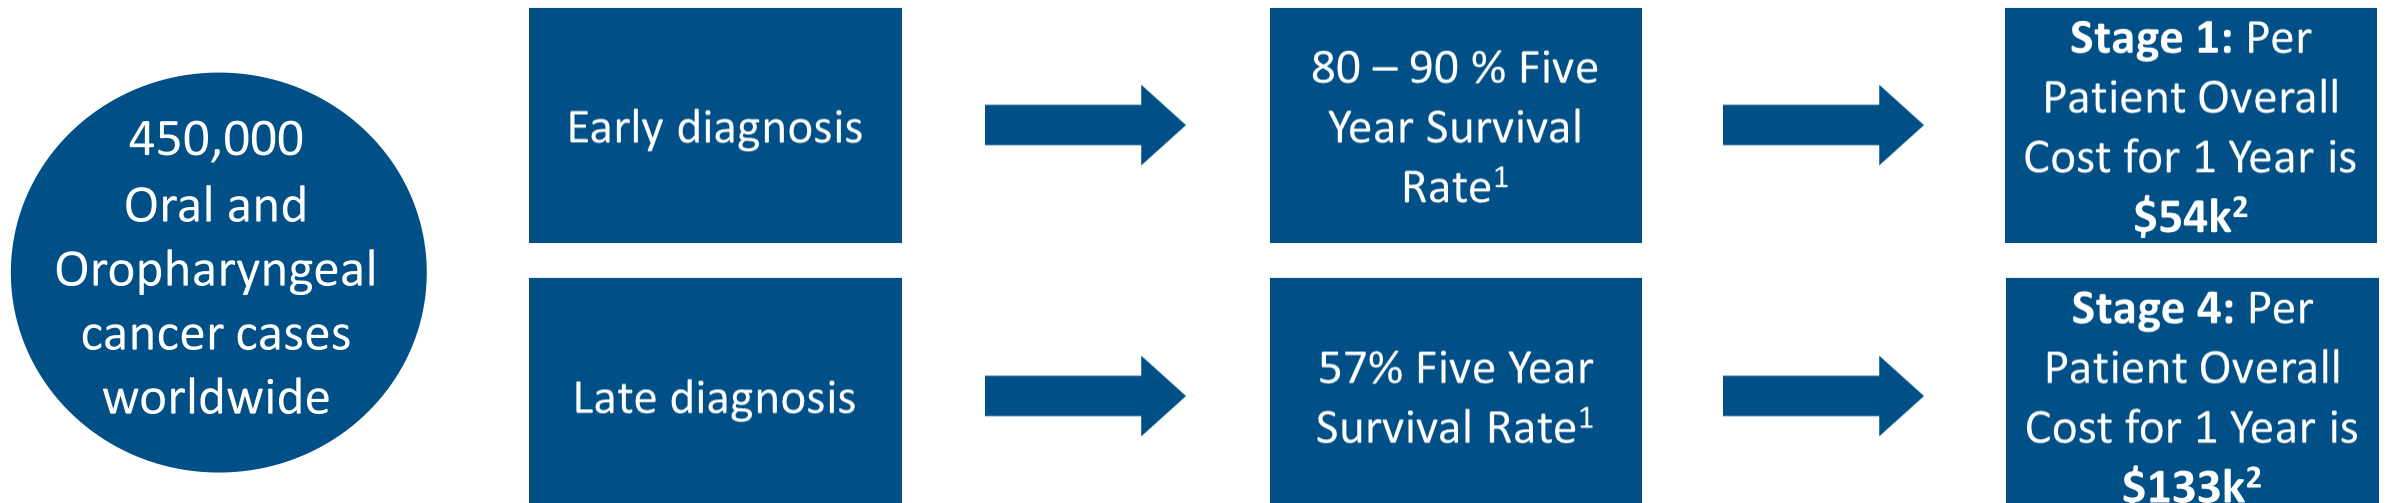 450,000
Oral and
Oropharyngeal
cancer cases
worldwide
Early diagnosis
80 – 90 % Five
Year Survival
Rate¹
Stage 1: Per
Patient Overall
Cost for 1 Year is
$54k²
Late diagnosis
57% Five Year
Survival Rate¹
Stage 4: Per
Patient Overall
Cost for 1 Year is
$133k²